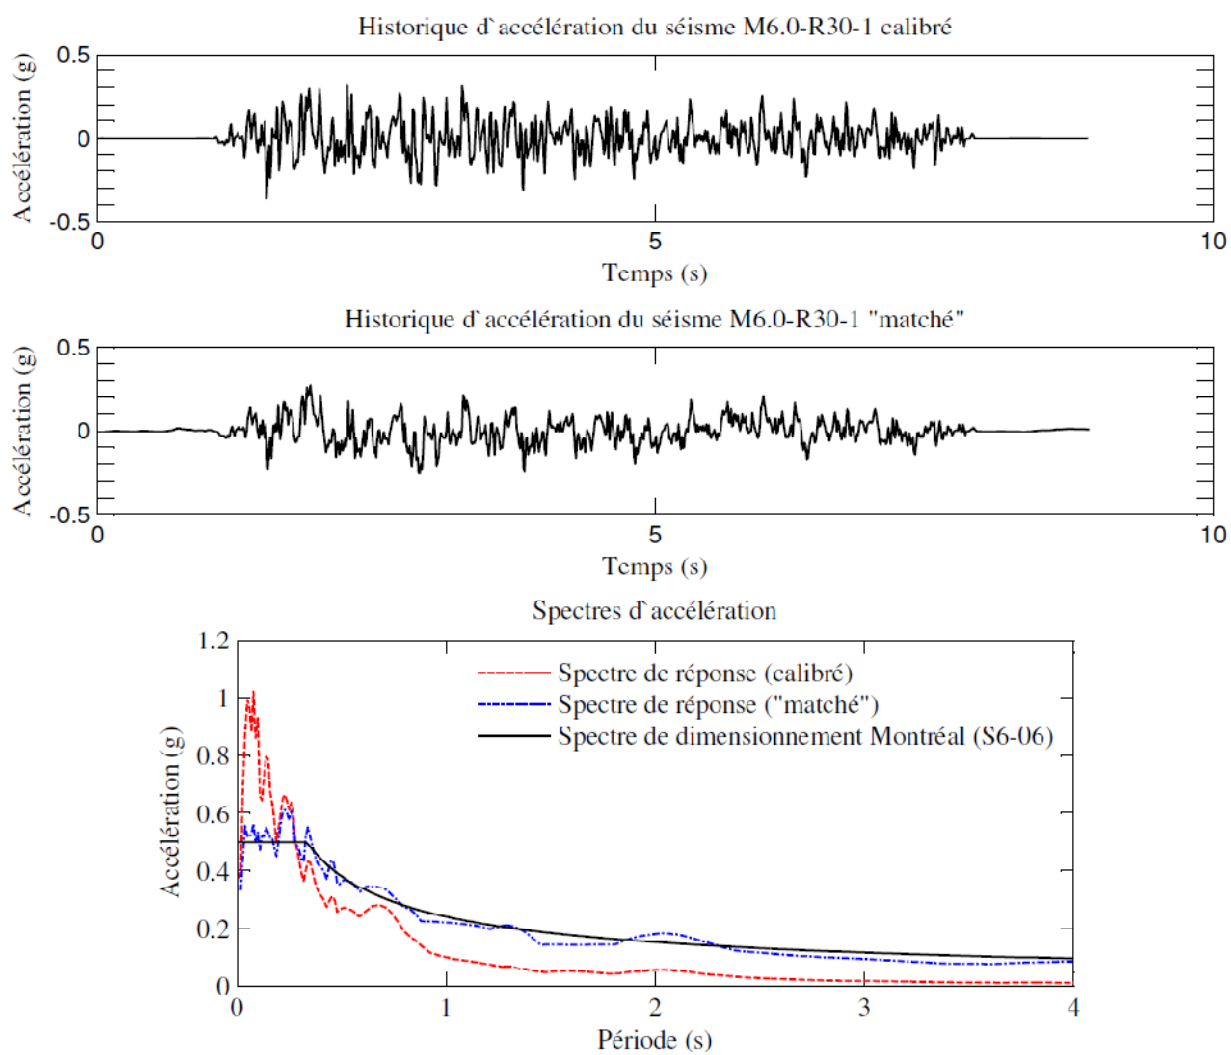 Historique d`accélération du séisme M6.0-R30-1 calibré
0.5
0
-0.5
Accélération (g)
0
5
10
Temps (s)
Historique d`accélération du séisme M6.0-R30-1 "matché"
0.5
0
-0.5
Accélération (g)
0
5
10
Temps (s)
Spectres d`accélération
1.2
1
0.8
0.6
0.4
0.2
0
Accélération (g)
Spectre de réponse (calibré)
Spectre de réponse ("matché")
Spectre de dimensionnement Montréal (S6-06)
0
1
2
3
4
Période (s)